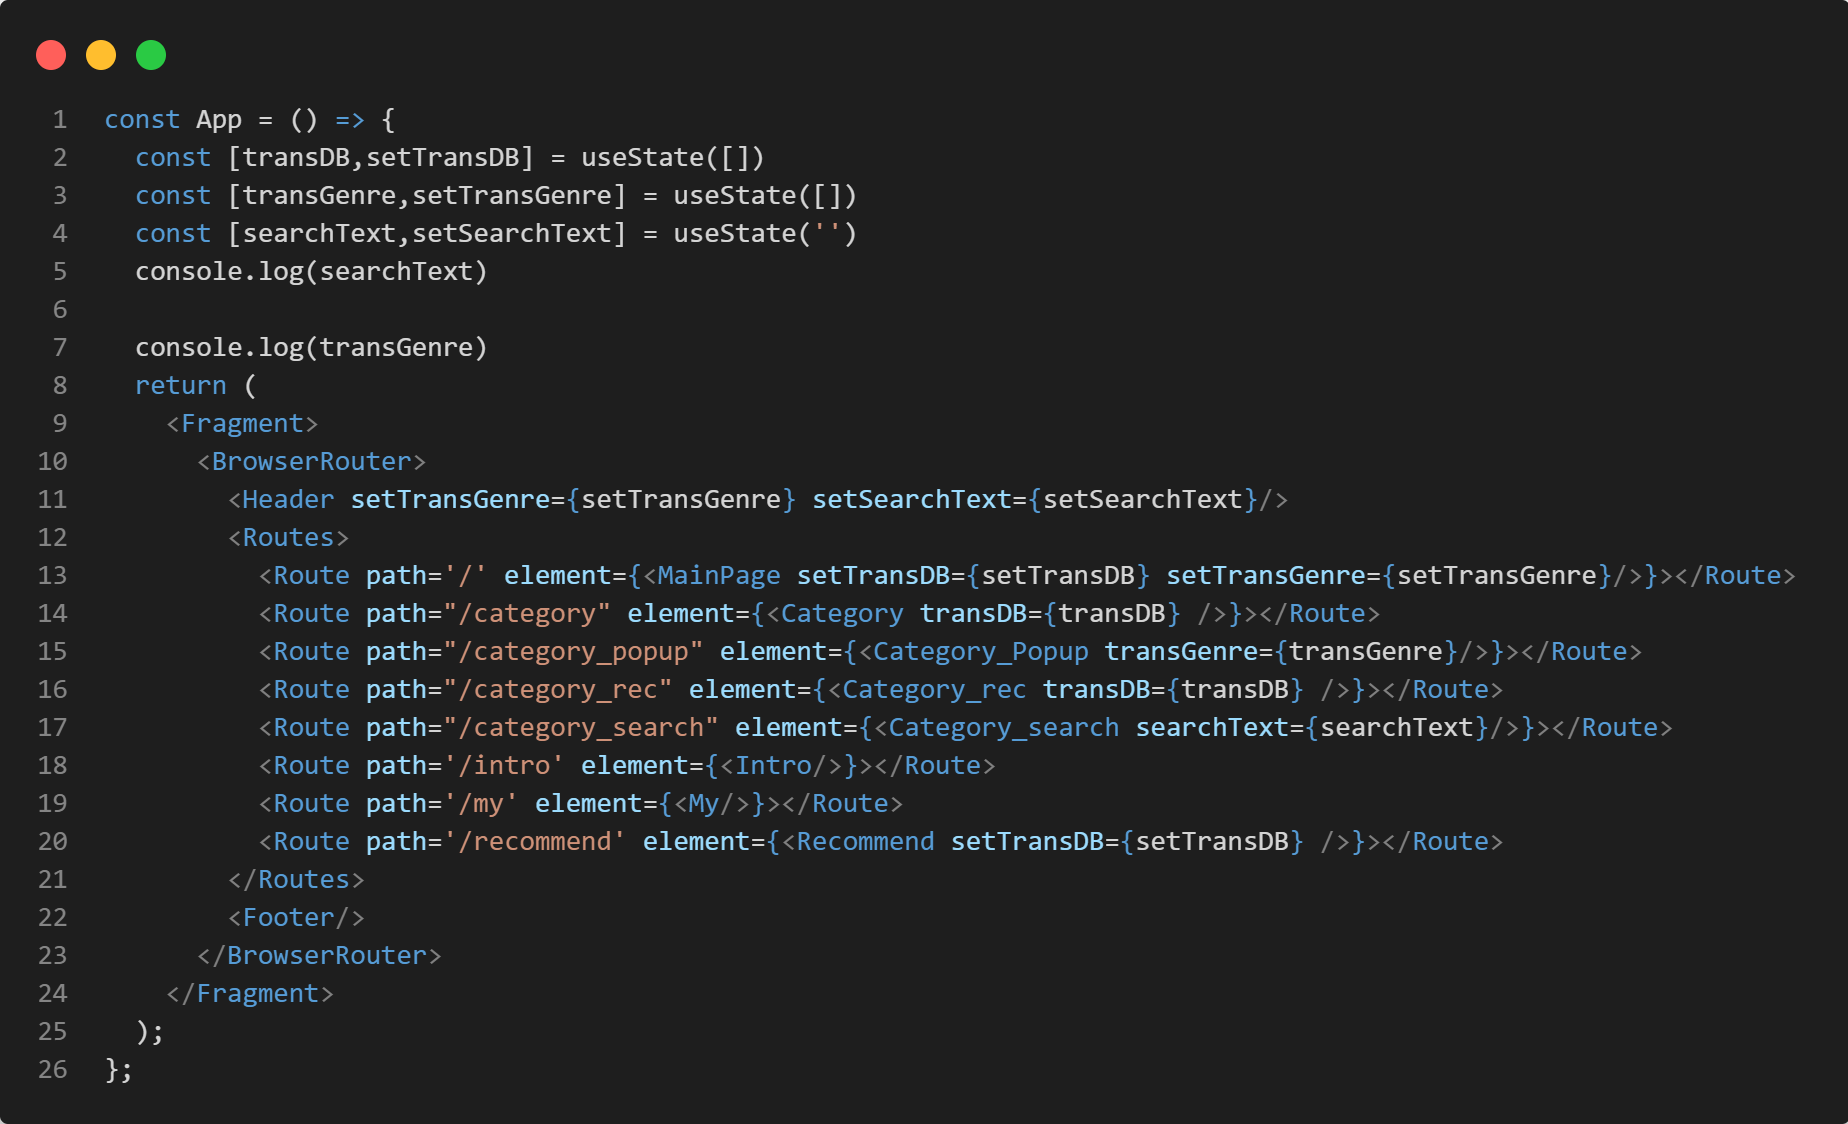 1 const App = () => {
2   const [transDB,setTransDB] = useState([])
3   const [transGenre,setTransGenre] = useState([])
4   const [searchText,setSearchText] = useState('')
5   console.log(searchText)
6
7   console.log(transGenre)
8   return (
9     <Fragment>
10       <BrowserRouter>
11         <Header setTransGenre={setTransGenre} setSearchText={setSearchText}/>
12         <Routes>
13           <Route path='/' element={<MainPage setTransDB={setTransDB} setTransGenre={setTransGenre}/>}></Route>
14           <Route path="/category" element={<Category transDB={transDB} />}></Route>
15           <Route path="/category_popup" element={<Category_Popup transGenre={transGenre}/>}></Route>
16           <Route path="/category_rec" element={<Category_rec transDB={transDB} />}></Route>
17           <Route path="/category_search" element={<Category_search searchText={searchText}/>}></Route>
18           <Route path='/intro' element={<Intro/>}></Route>
19           <Route path='/my' element={<My/>}></Route>
20           <Route path='/recommend' element={<Recommend setTransDB={setTransDB} />}></Route>
21         </Routes>
22         <Footer/>
23       </BrowserRouter>
24     </Fragment>
25   );
26 };